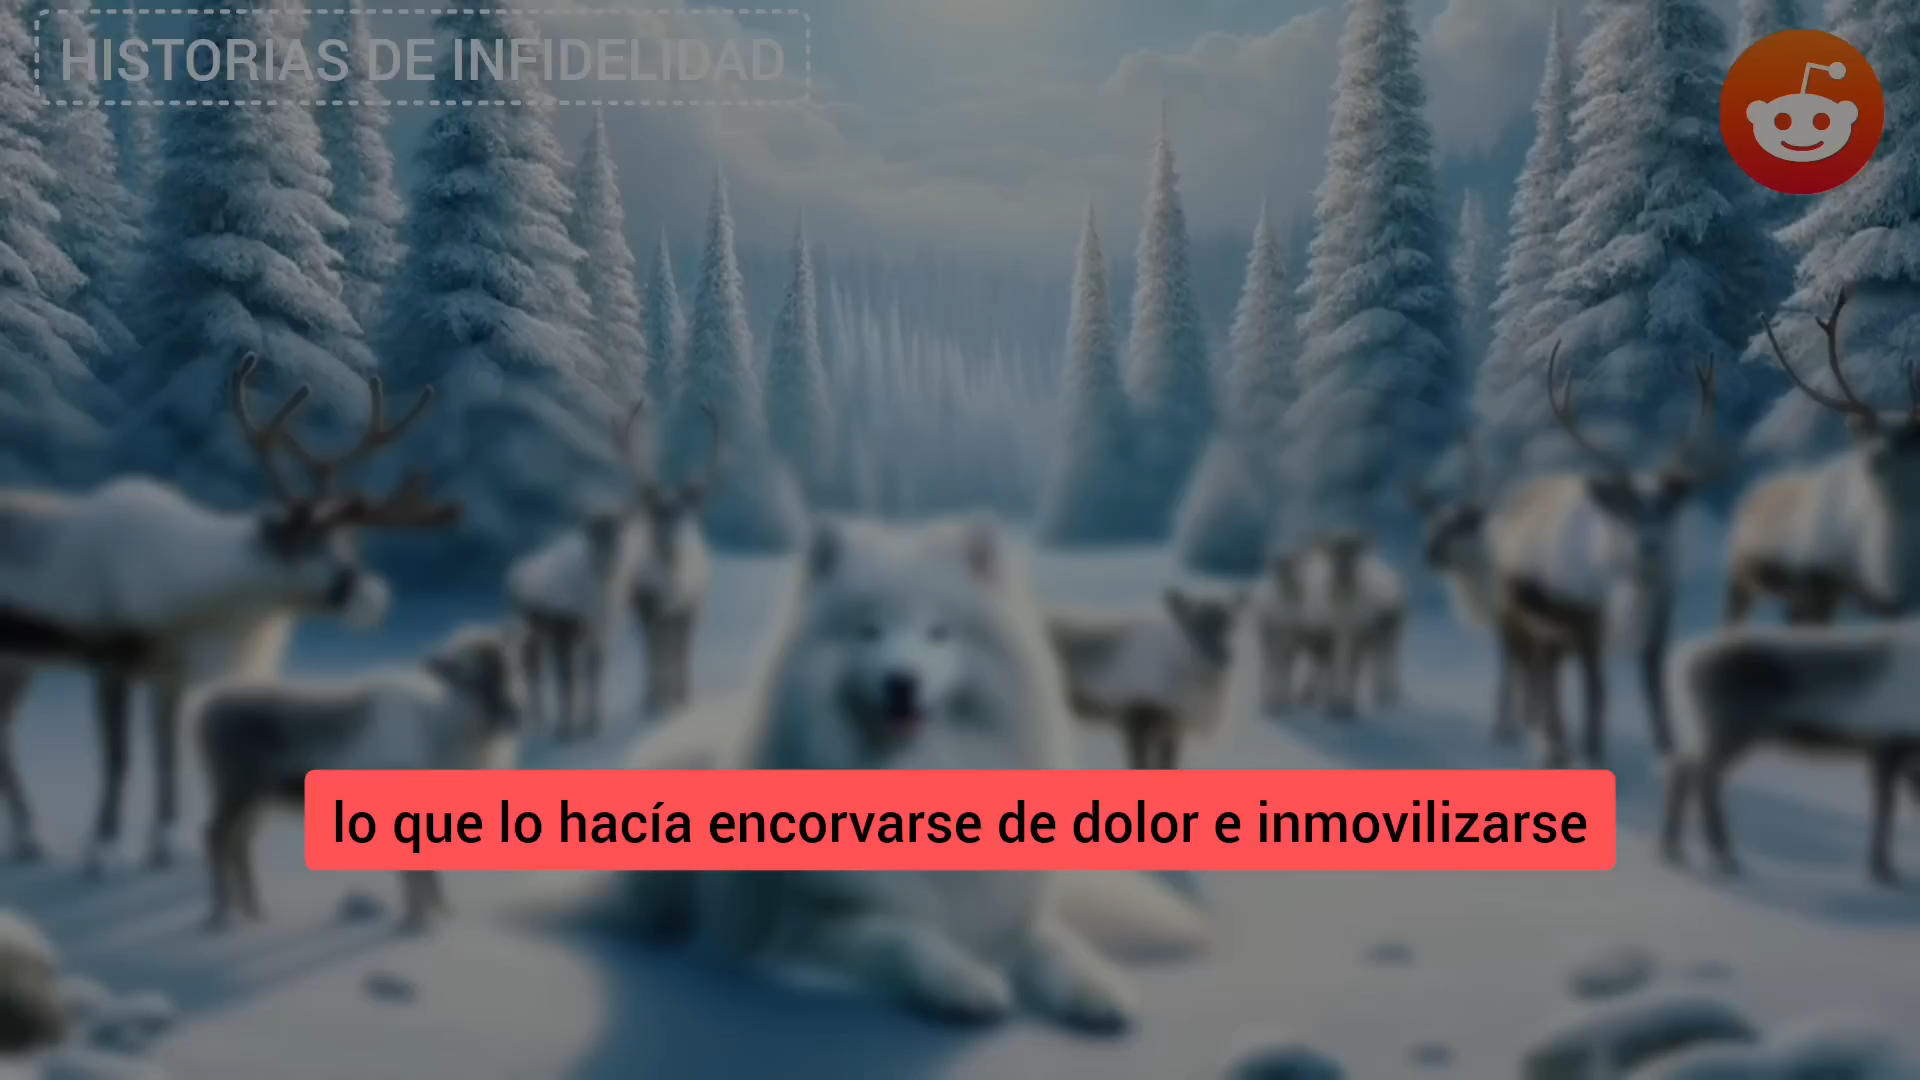 HISTORIAS DE INFIDELIDAD
lo que lo hacía encorvarse de dolor e inmovilizarse